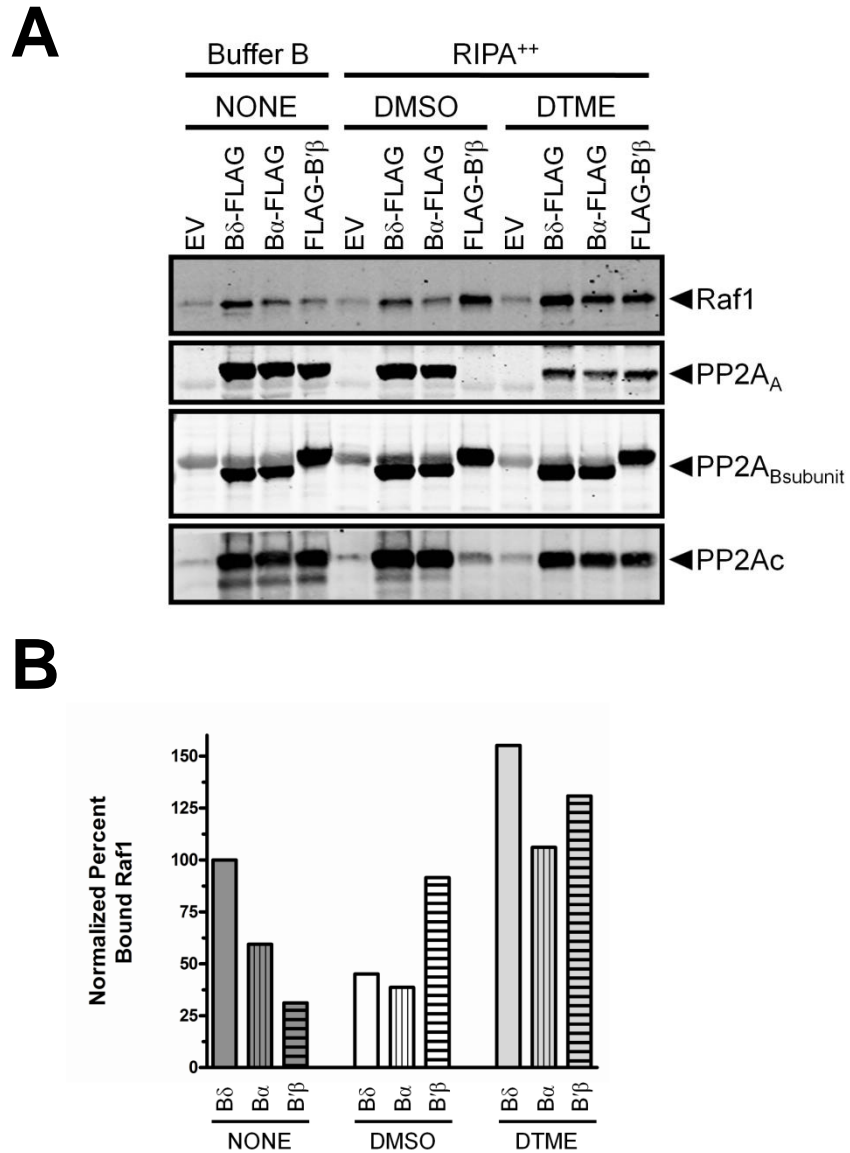 A
Buffer B RIPA++
NONE DMSO DTME
EV Bδ-FLAG Bα-FLAG FLAG-B'β EV Bδ-FLAG Bα-FLAG FLAG-B'β EV Bδ-FLAG Bα-FLAG FLAG-B'β
Raf1
PP2AA
PP2ABsubunit
PP2Ac
B
Normalized Percent
Bound Raf1
150
125
100
75
50
25
0
Bδ Bα B'β Bδ Bα B'β Bδ Bα B'β
NONE DMSO DTME